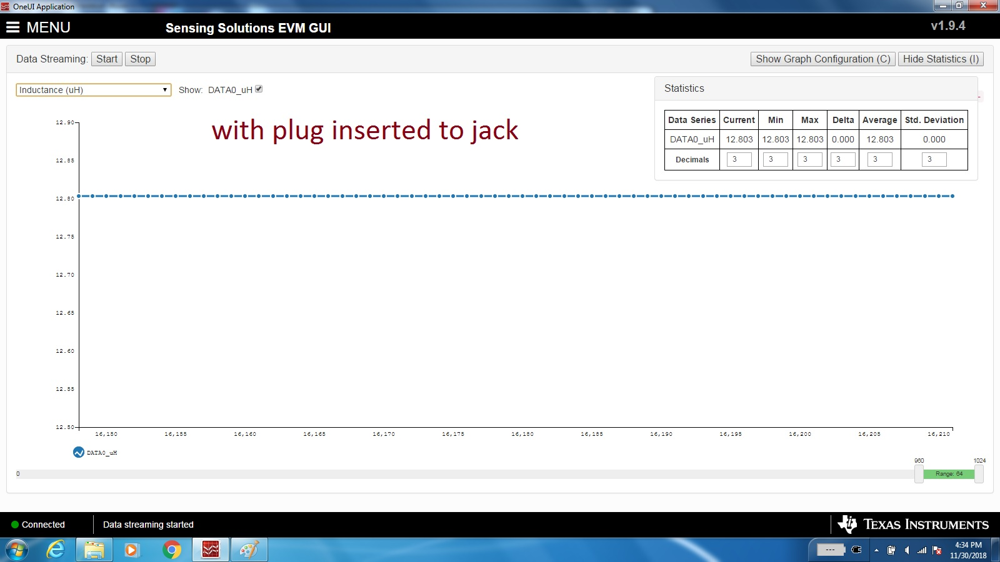 OneUI Application
MENU
Sensing Solutions EVM GUI
v1.9.4
Data Streaming: Start Stop
Show Graph Configuration (C) Hide Statistics (I)
Inductance (uH) Show: DATA0_uH
Statistics
with plug inserted to jack
Data Series Current Min Max Delta Average Std. Deviation
DATA0_uH 12.803 12.803 12.803 0.000 12.803 0.000
Decimals 3 3 3 3 3 3
12.90
12.85
12.80
12.75
12.70
12.65
12.60
12.55
12.50
16,150 16,155 16,160 16,165 16,170 16,175 16,180 16,185 16,190 16,195 16,200 16,205 16,210
DATA0_uH
960 1024
0 Range: 64
Connected Data streaming started
TEXAS INSTRUMENTS
---
4:34 PM
11/30/2018